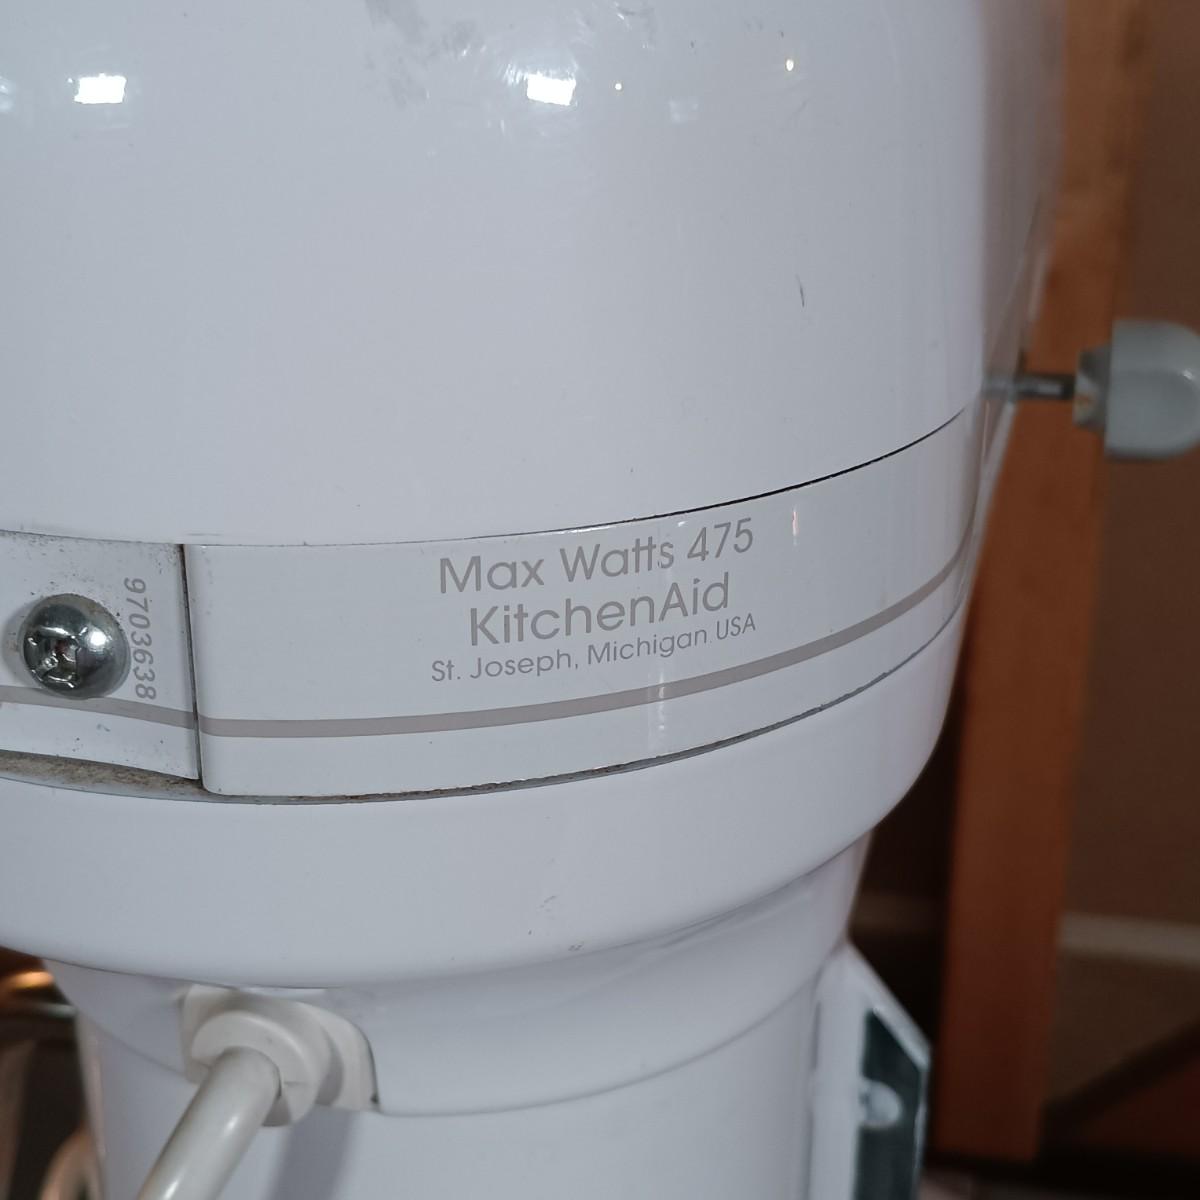 Max Watts 475
KitchenAid
St. Joseph, Michigan USA
9703638